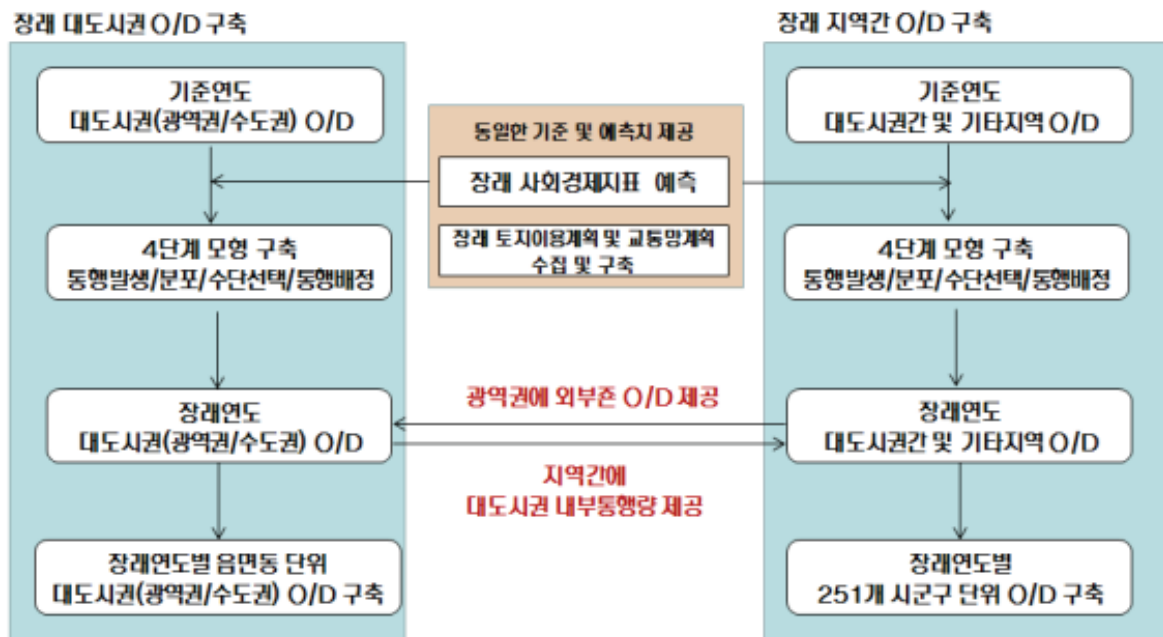 장래 대도시권 O/D 구축
기준연도
대도시권(광역권/수도권) O/D
4단계 모형 구축
통행발생/분포/수단선택/통행배정
장래연도
대도시권(광역권/수도권) O/D
장래연도별 읍면동 단위
대도시권(광역권/수도권) O/D 구축
동일한 기준 및 예측치 제공
장래 사회경제지표 예측
장래 토지이용계획 및 교통망계획
수집 및 구축
광역권에 외부존 O/D 제공
지역간에
대도시권 내부통행량 제공
장래 지역간 O/D 구축
기준연도
대도시권간 및 기타지역 O/D
4단계 모형 구축
통행발생/분포/수단선택/통행배정
장래연도
대도시권간 및 기타지역 O/D
장래연도별
251개 시군구 단위 O/D 구축